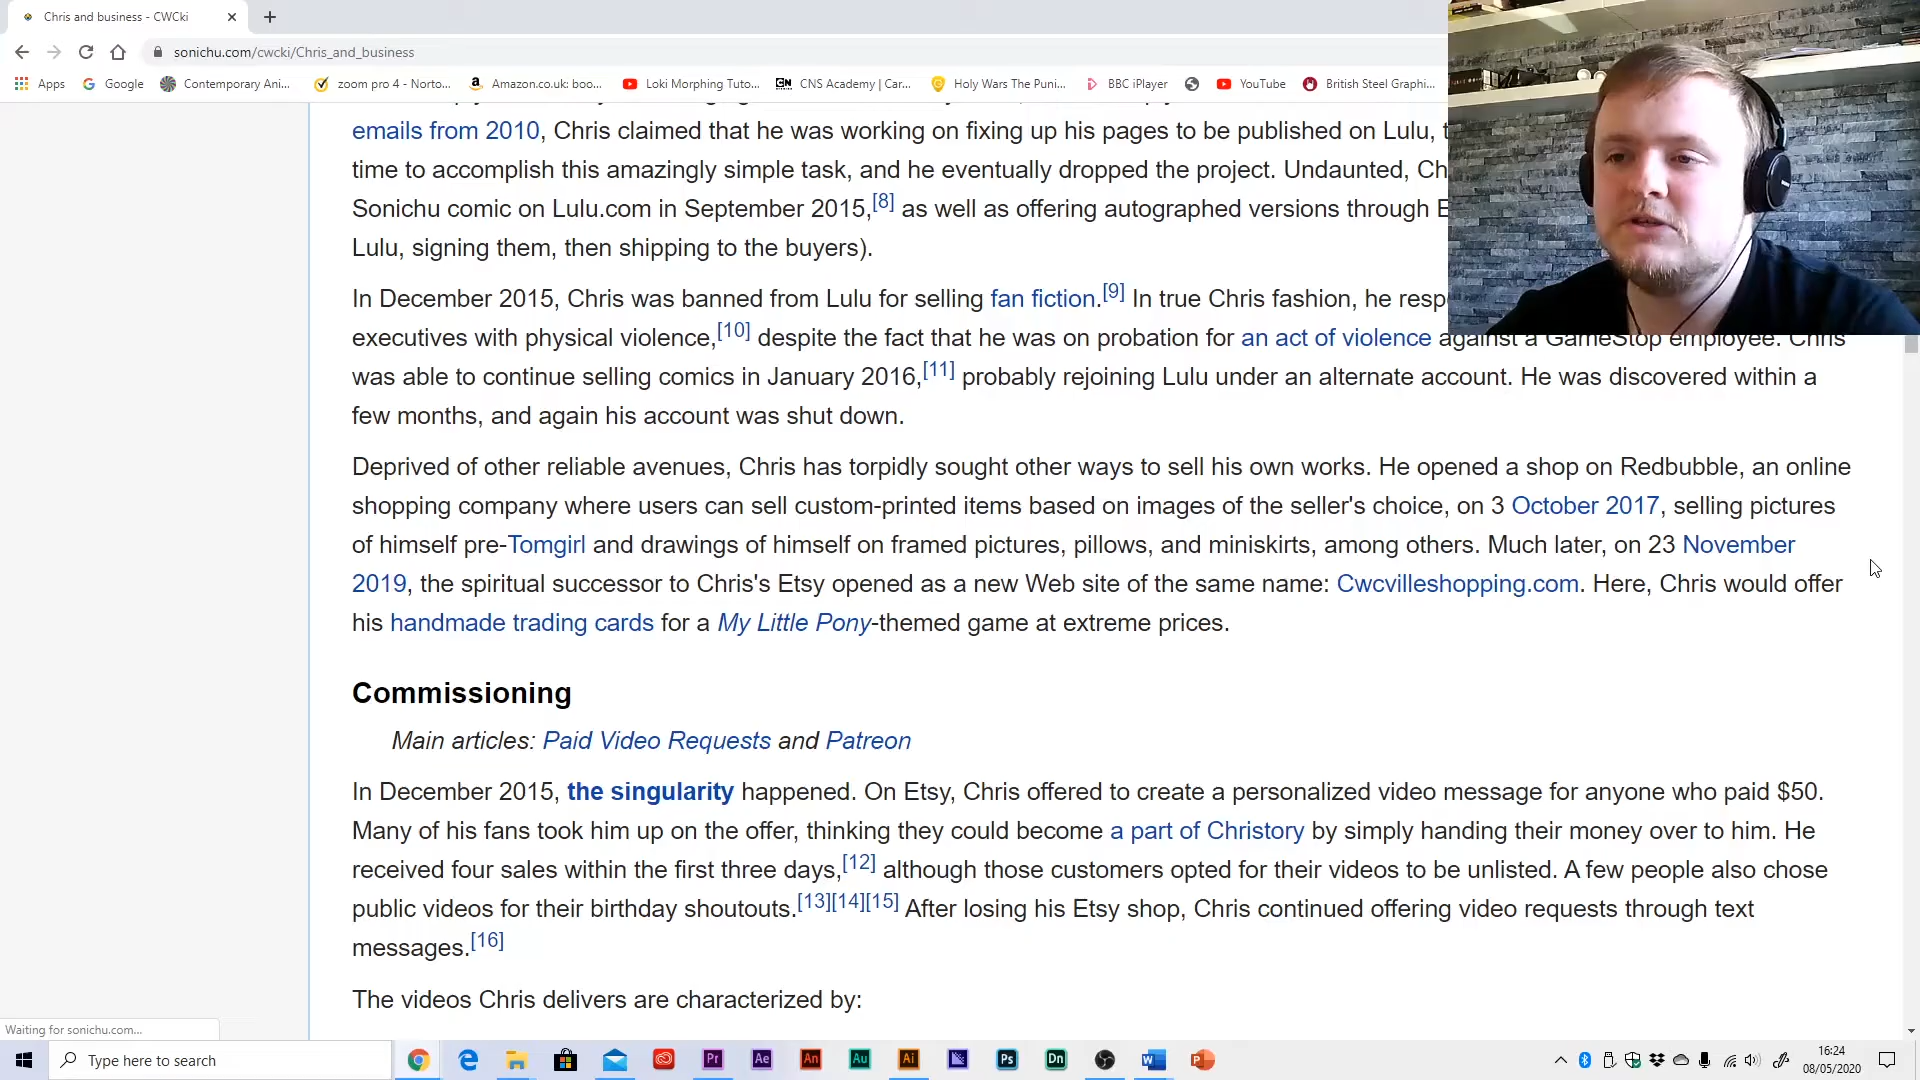 Chris and business - CWCki
sonichu.com/cwcki/Chris_and_business
Apps Google Contemporary Ani... zoom pro 4 - Norto... Amazon.co.uk: boo... Loki Morphing Tuto... CNS Academy | Car... Holy Wars The Puni... BBC iPlayer YouTube British Steel Graphi...
emails from 2010, Chris claimed that he was working on fixing up his pages to be published on Lulu,
time to accomplish this amazingly simple task, and he eventually dropped the project. Undaunted, Ch
Sonichu comic on Lulu.com in September 2015,[8] as well as offering autographed versions through E
Lulu, signing them, then shipping to the buyers).
In December 2015, Chris was banned from Lulu for selling fan fiction.[9] In true Chris fashion, he resp
executives with physical violence,[10] despite the fact that he was on probation for an act of violence against a GameStop employee. Chris
was able to continue selling comics in January 2016,[11] probably rejoining Lulu under an alternate account. He was discovered within a
few months, and again his account was shut down.
Deprived of other reliable avenues, Chris has torpidly sought other ways to sell his own works. He opened a shop on Redbubble, an online
shopping company where users can sell custom-printed items based on images of the seller's choice, on 3 October 2017, selling pictures
of himself pre-Tomgirl and drawings of himself on framed pictures, pillows, and miniskirts, among others. Much later, on 23 November
2019, the spiritual successor to Chris's Etsy opened as a new Web site of the same name: Cwcvilleshopping.com. Here, Chris would offer
his handmade trading cards for a My Little Pony-themed game at extreme prices.
Commissioning
Main articles: Paid Video Requests and Patreon
In December 2015, the singularity happened. On Etsy, Chris offered to create a personalized video message for anyone who paid $50.
Many of his fans took him up on the offer, thinking they could become a part of Christory by simply handing their money over to him. He
received four sales within the first three days,[12] although those customers opted for their videos to be unlisted. A few people also chose
public videos for their birthday shoutouts.[13][14][15] After losing his Etsy shop, Chris continued offering video requests through text
messages.[16]
The videos Chris delivers are characterized by:
Waiting for sonichu.com...
Type here to search
Pr Ae An Au Ai Ps Dn
16:24
08/05/2020